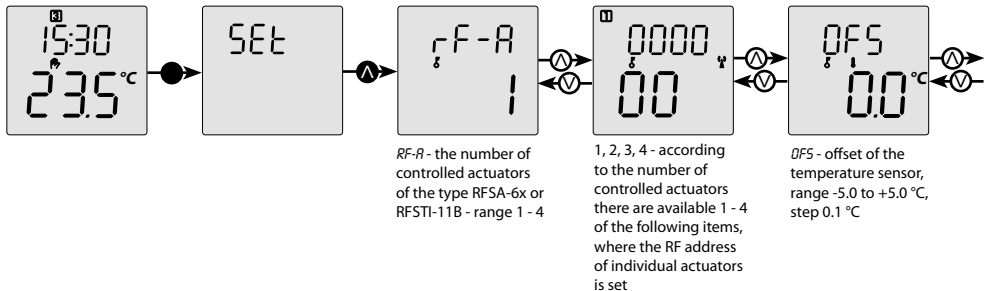 3
15:30
23.5 °C
SEt
rF-A
1
1
0000
00
OFS
0.0 °C
RF-A - the number of
controlled actuators
of the type RFSA-6x or
RFSTI-11B - range 1 - 4
1, 2, 3, 4 - according
to the number of
controlled actuators
there are available 1 - 4
of the following items,
where the RF address
of individual actuators
is set
OFS - offset of the
temperature sensor,
range -5.0 to +5.0 °C,
step 0.1 °C